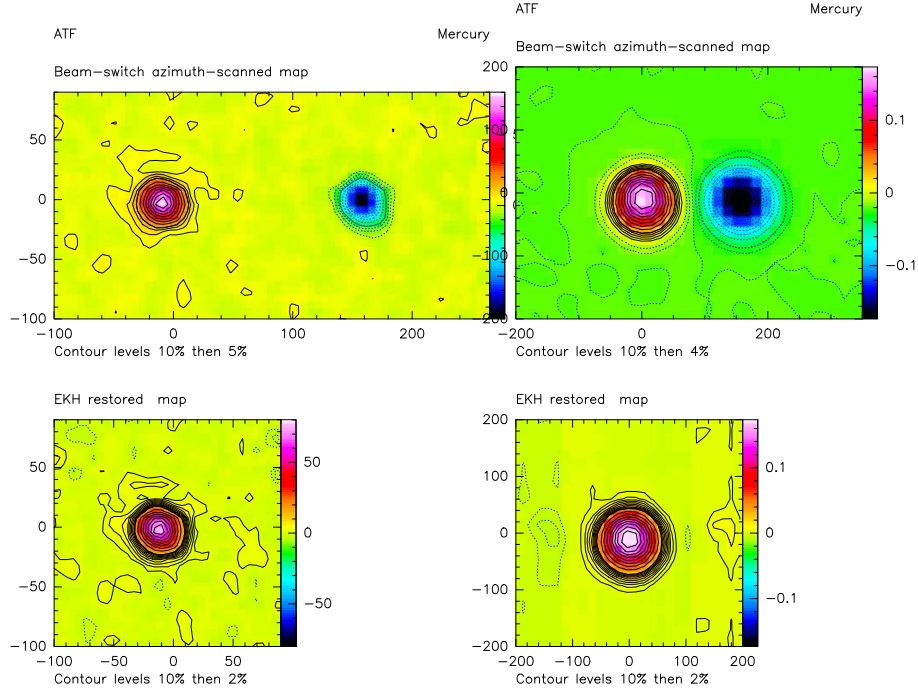 ATF Mercury
Beam-switch azimuth-scanned map
50
0
-50
-100
-100 0 100 200
Contour levels 10% then 5%
ATF Mercury
Beam-switch azimuth-scanned map
200
100
0
-100
-200
-200 0 200
0.1
0
-0.1
Contour levels 10% then 4%
EKH restored map
50
0
-50
-100
-100 -50 0 50
50
0
-50
Contour levels 10% then 2%
EKH restored map
200
100
0
-100
-200
-200 -100 0 100 200
0.1
0
-0.1
Contour levels 10% then 2%